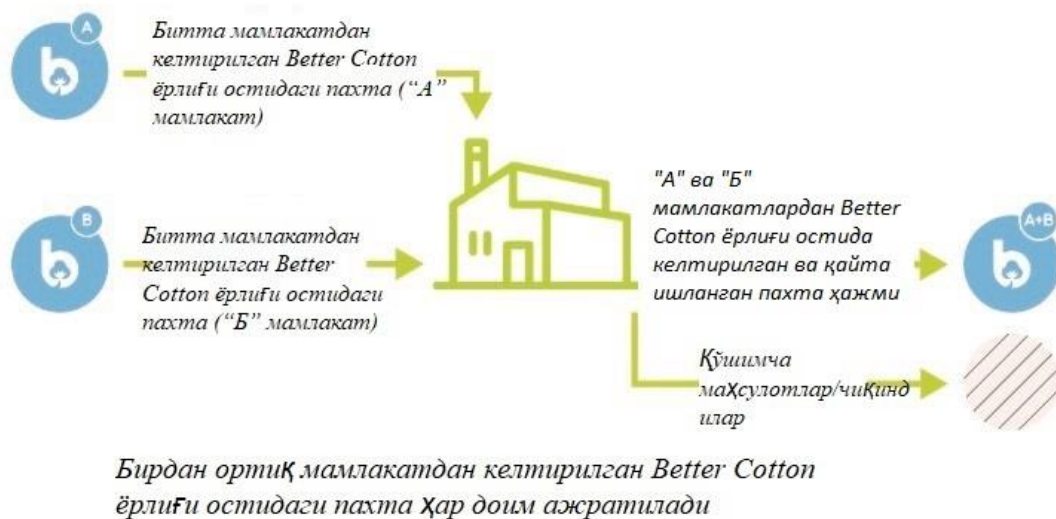 A
Битта мамлакатдан
келтирилган Better Cotton
ёрлиғи остидаги пахта (“А”
мамлакат)
B
Битта мамлакатдан
келтирилган Better
Cotton ёрлиғи остидаги
пахта (“Б” мамлакат)
"А" ва "Б"
мамлакатлардан Better
Cotton ёрлиғи остида
келтирилган ва қайта
ишланган пахта ҳажми
A+B
Қўшимча
маҳсулотлар/чиқинд
илар
Бирдан ортиқ мамлакатдан келтирилган Better Cotton
ёрлиғи остидаги пахта ҳар доим ажратилади